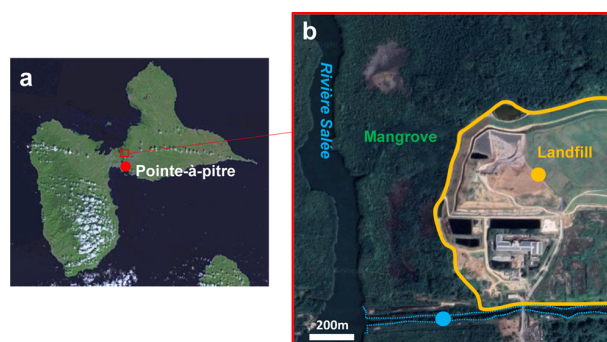 a
Pointe-à-pitre
b
Rivière Salée
Mangrove
Landfill
200m